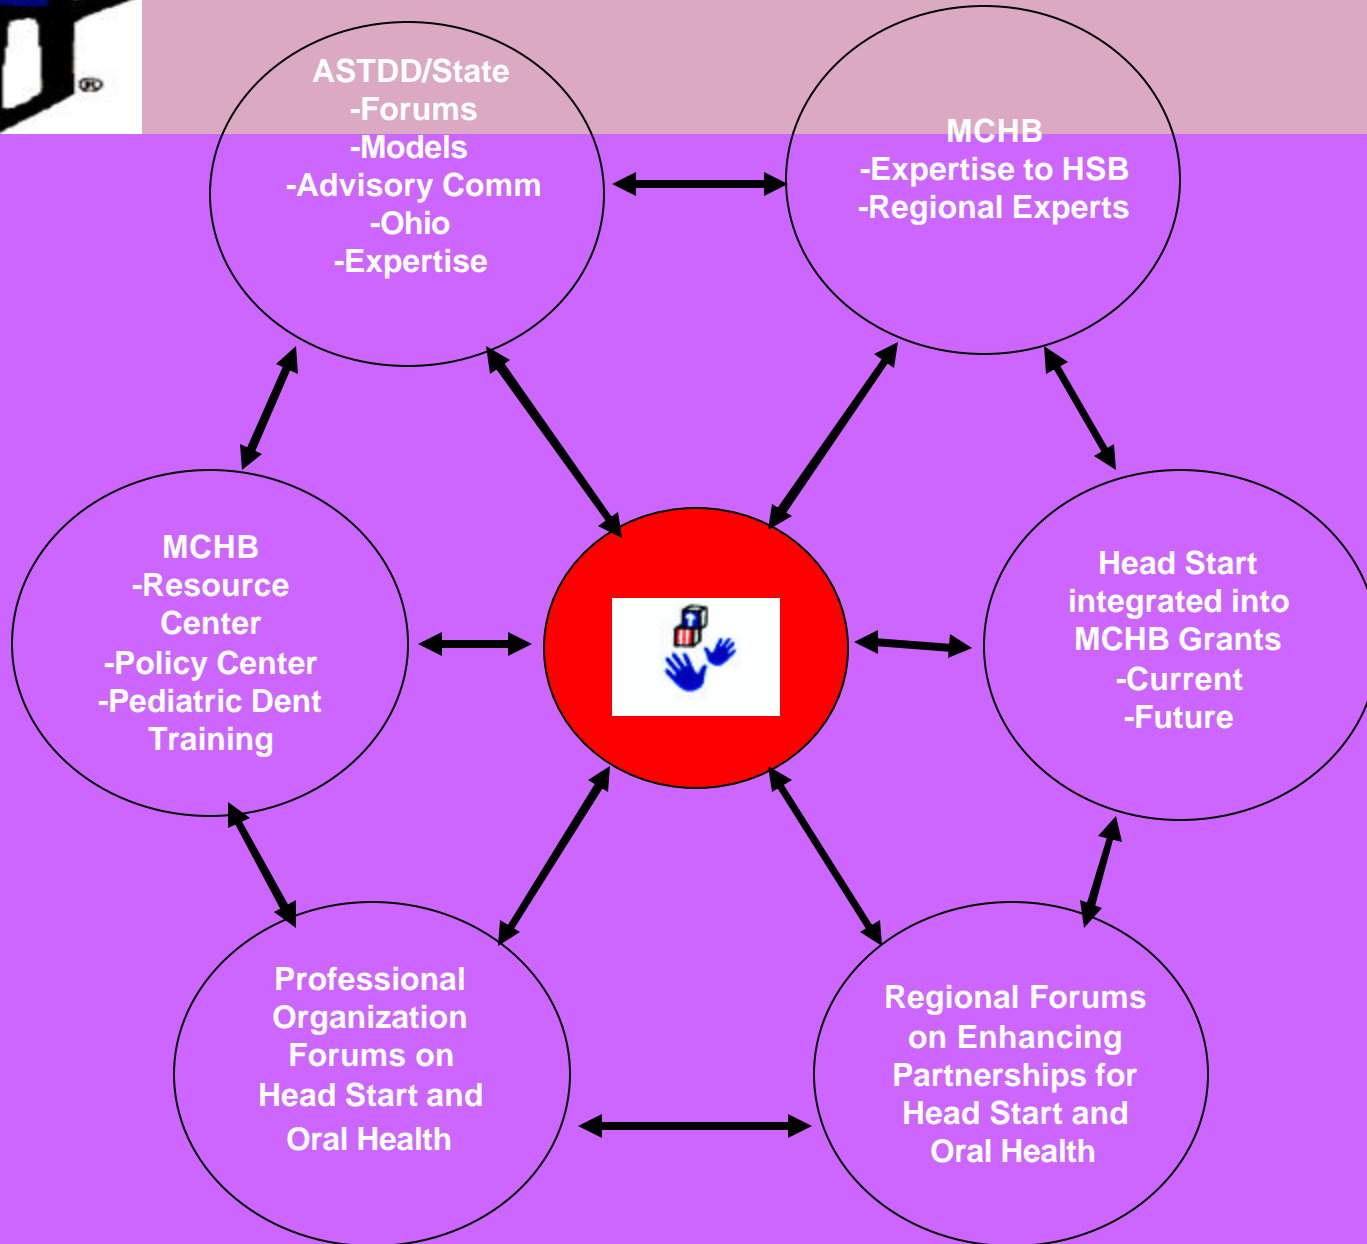 ASTDD/State
-Forums
-Models
-Advisory Comm
-Ohio
-Expertise
MCHB
-Expertise to HSB
-Regional Experts
MCHB
-Resource
Center
-Policy Center
-Pediatric Dent
Training
Head Start
integrated into
MCHB Grants
-Current
-Future
Professional
Organization
Forums on
Head Start and
Oral Health
Regional Forums
on Enhancing
Partnerships for
Head Start and
Oral Health